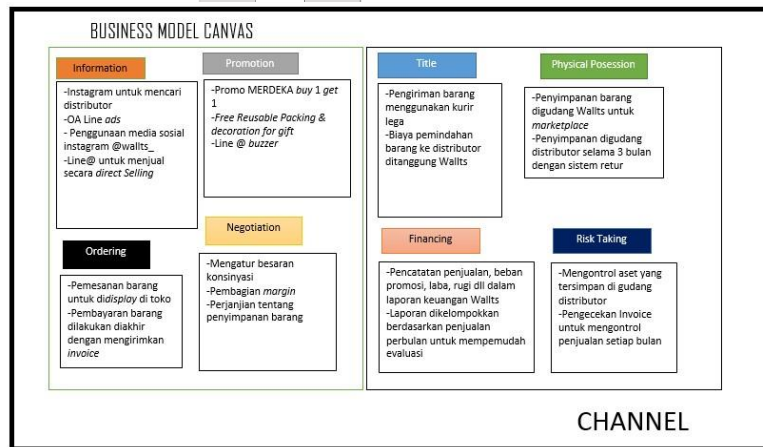 BUSINESS MODEL CANVAS
Information
-Instagram untuk mencari
distributor
-OA Line ads
- Penggunaan media sosial
instagram @wallts_
-Line@ untuk menjual
secara direct Selling
Promotion
-Promo MERDEKA buy 1 get
1
-Free Reusable Packing &
decoration for gift
-Line @ buzzer
Ordering
-Pemesanan barang
untuk didisplay di toko
-Pembayaran barang
dilakukan diakhir
dengan mengirimkan
invoice
Negotiation
-Mengatur besaran
konsinyasi
-Pembagian margin
-Perjanjian tentang
penyimpanan barang
Title
-Pengiriman barang
menggunakan kurir
lega
-Biaya pemindahan
barang ke distributor
ditanggung Wallts
Physical Posession
-Penyimpanan barang
digudang Wallts untuk
marketplace
-Penyimpanan digudang
distributor selama 3 bulan
dengan sistem retur
Financing
-Pencatatan penjualan, beban
promosi, laba, rugi dll dalam
laporan keuangan Wallts
-Laporan dikelompokkan
berdasarkan penjualan
perbulan untuk mempermudah
evaluasi
Risk Taking
-Mengontrol aset yang
tersimpan di gudang
distributor
-Pengecekan Invoice
untuk mengontrol
penjualan setiap bulan
CHANNEL